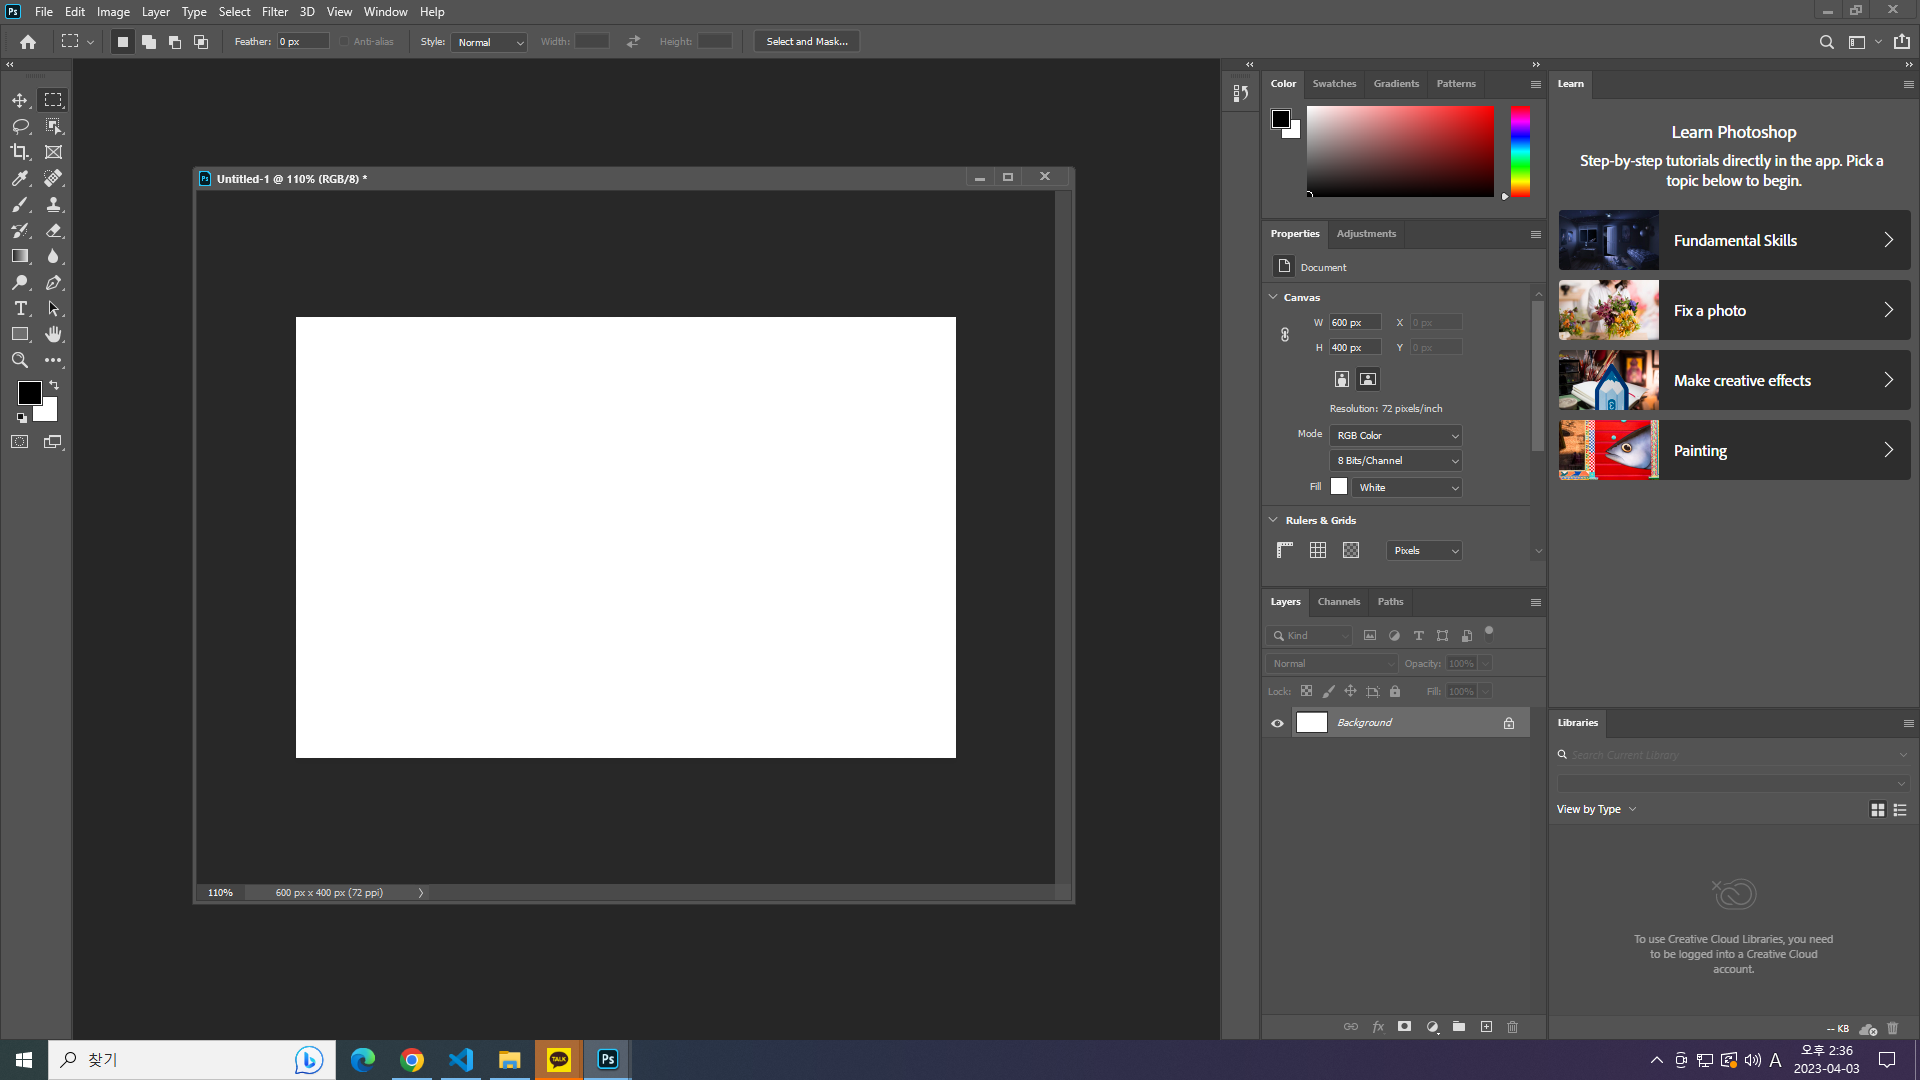 Ps File Edit Image Layer Type Select Filter 3D View Window Help
Feather: 0 px Anti-alias Style: Normal Width: Height: Select and Mask...
Untitled-1 @ 110% (RGB/8) *
110% 600 px x 400 px (72 ppi)
Color Swatches Gradients Patterns
Properties Adjustments
Document
Canvas
W 600 px X 0 px
H 400 px Y 0 px
Resolution: 72 pixels/inch
Mode RGB Color
8 Bits/Channel
Fill White
Rulers & Grids
Pixels
Layers Channels Paths
Kind
Normal Opacity: 100%
Lock: Fill: 100%
Background
fx
Learn
Learn Photoshop
Step-by-step tutorials directly in the app. Pick a
topic below to begin.
Fundamental Skills
Fix a photo
Make creative effects
Painting
Libraries
Search Current Library
View by Type
To use Creative Cloud Libraries, you need
to be logged into a Creative Cloud
account.
-- KB
찾기
TALK
Ps
A
오후 2:36
2023-04-03